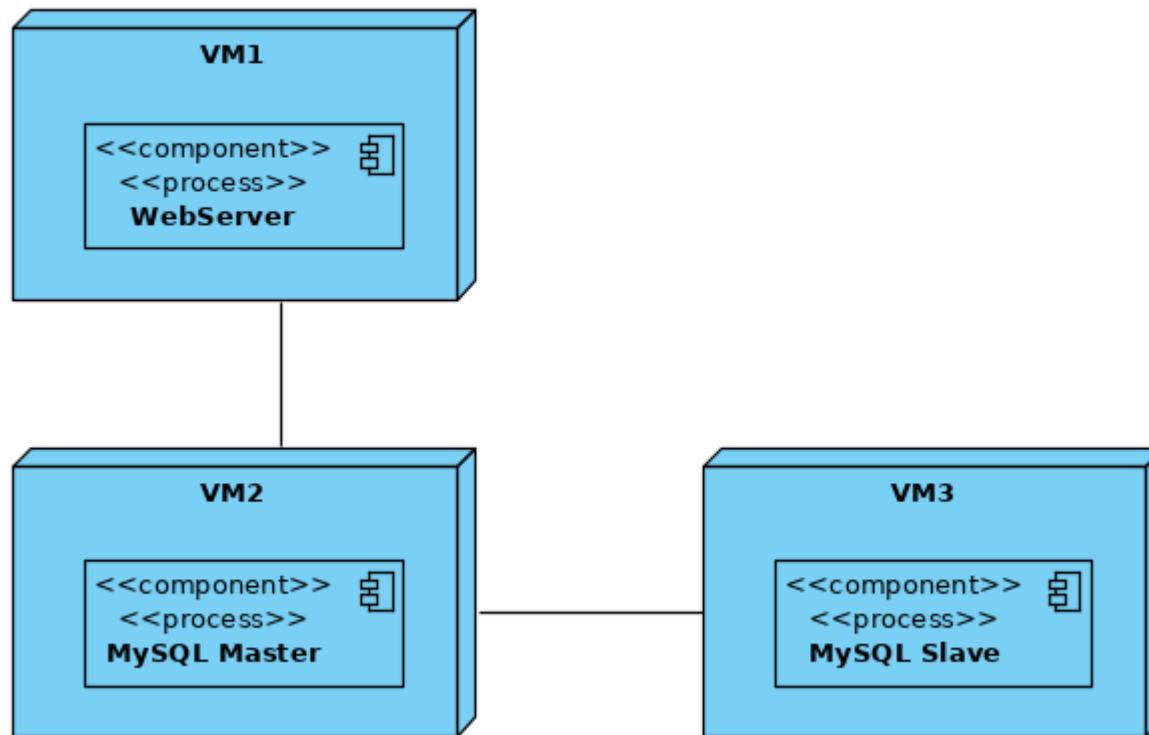 VM1
<<component>>
<<process>>
WebServer
VM2
<<component>>
<<process>>
MySQL Master
VM3
<<component>>
<<process>>
MySQL Slave